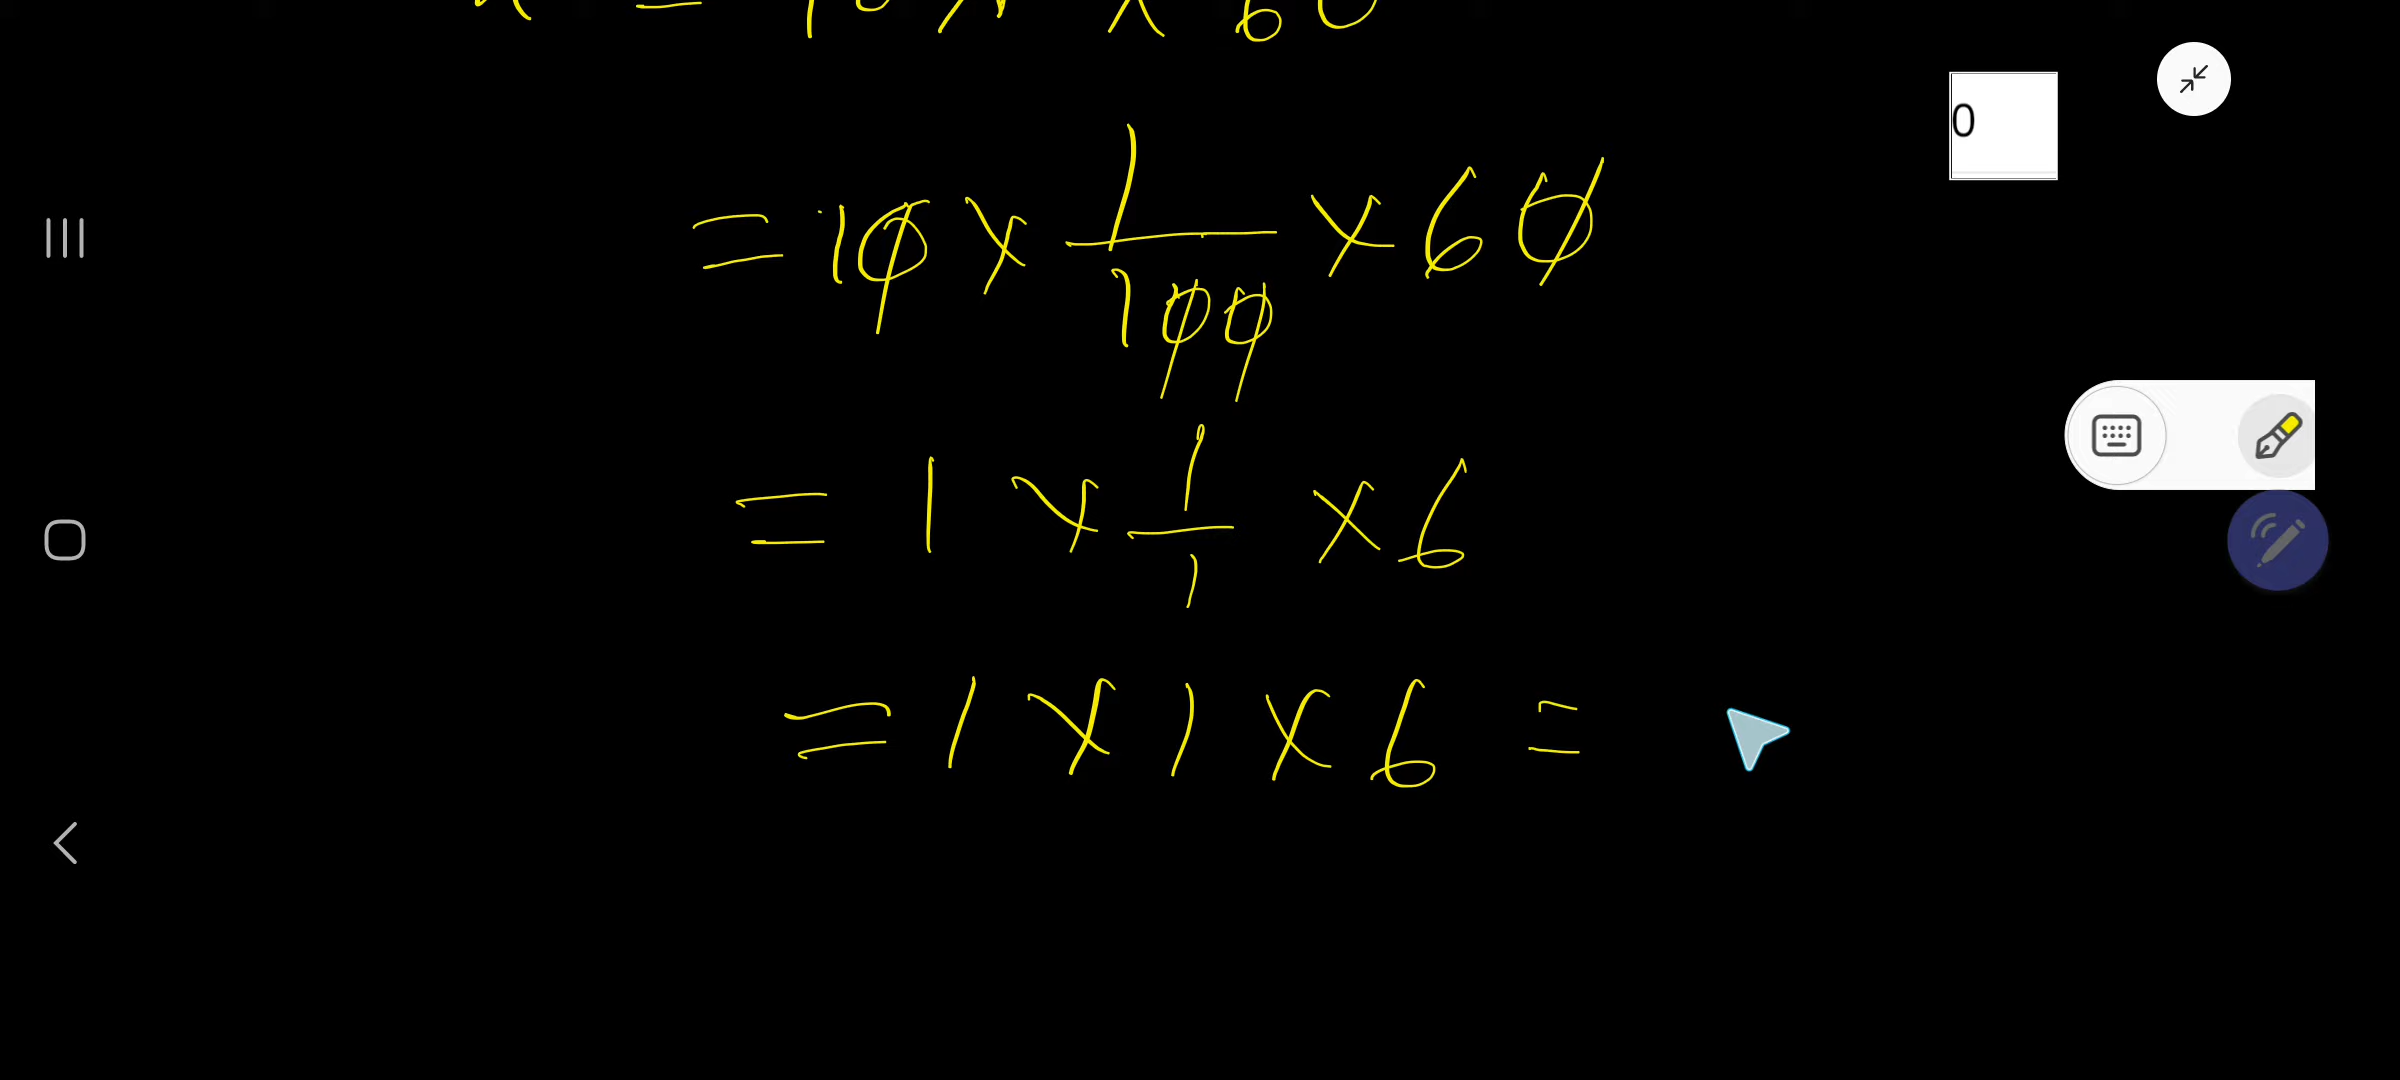 = 10 × 1/100 × 60
0
= 1 × 1/1 × 6
= 1 × 1 × 6 =